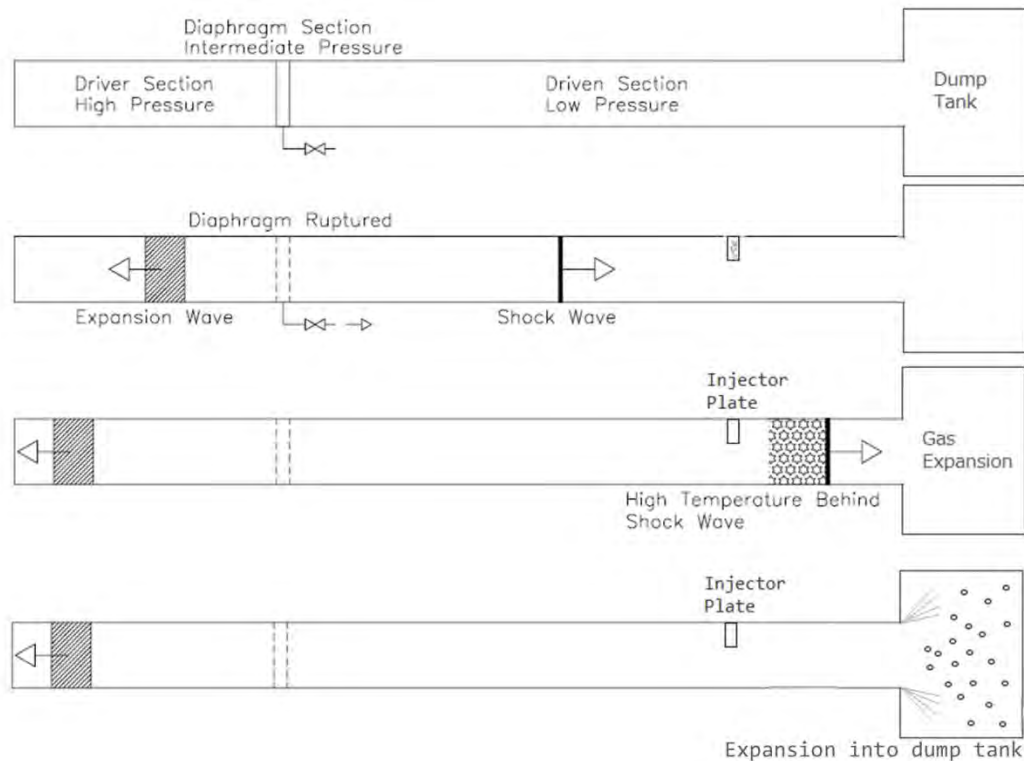 Diaphragm Section
Intermediate Pressure
Driver Section
High Pressure
Driven Section
Low Pressure
Dump
Tank
Diaphragm Ruptured
Expansion Wave
Shock Wave
Injector
Plate
Gas
Expansion
High Temperature Behind
Shock Wave
Injector
Plate
Expansion into dump tank